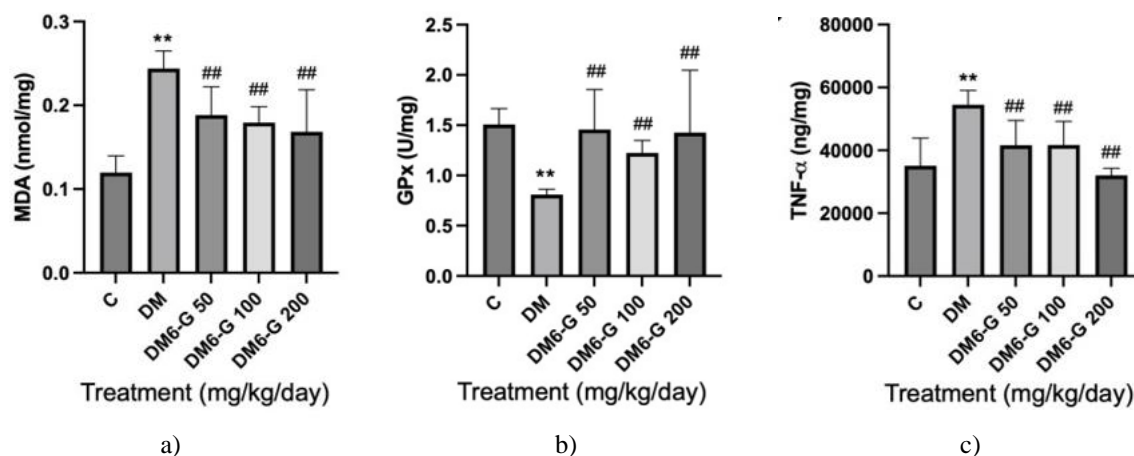 MDA (nmol/mg)
0.3
0.2
0.1
0.0
**
##
##
##
C
DM
DM6-G 50
DM6-G 100
DM6-G 200
Treatment (mg/kg/day)
a)
GPx (U/mg)
2.5
2.0
1.5
1.0
0.5
0.0
**
##
##
##
C
DM
DM6-G 50
DM6-G 100
DM6-G 200
Treatment (mg/kg/day)
b)
TNF-α (ng/mg)
80000
60000
40000
20000
0
**
##
##
##
C
DM
DM6-G 50
DM6-G 100
DM6-G 200
Treatment (mg/kg/day)
c)